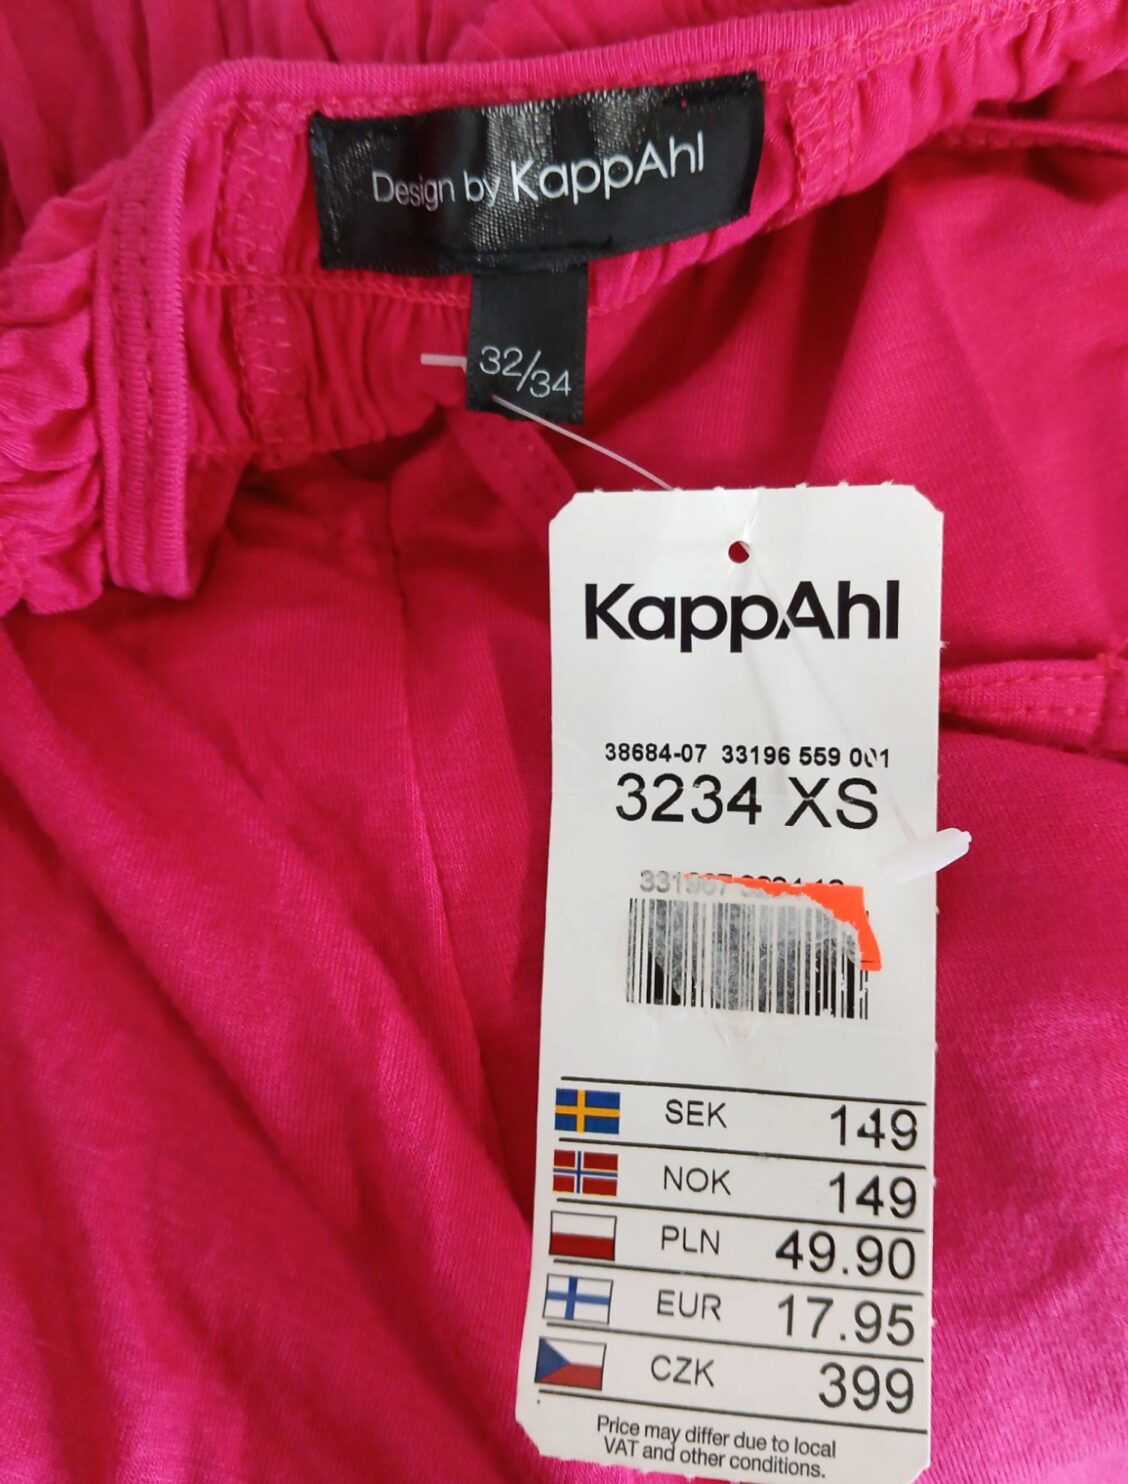 Design by KappAhl
32/34
KappAhl
38684-07 33196 559 001
3234 XS
SEK 149
NOK 149
PLN 49.90
EUR 17.95
CZK 399
Price may differ due to local
VAT and other conditions.